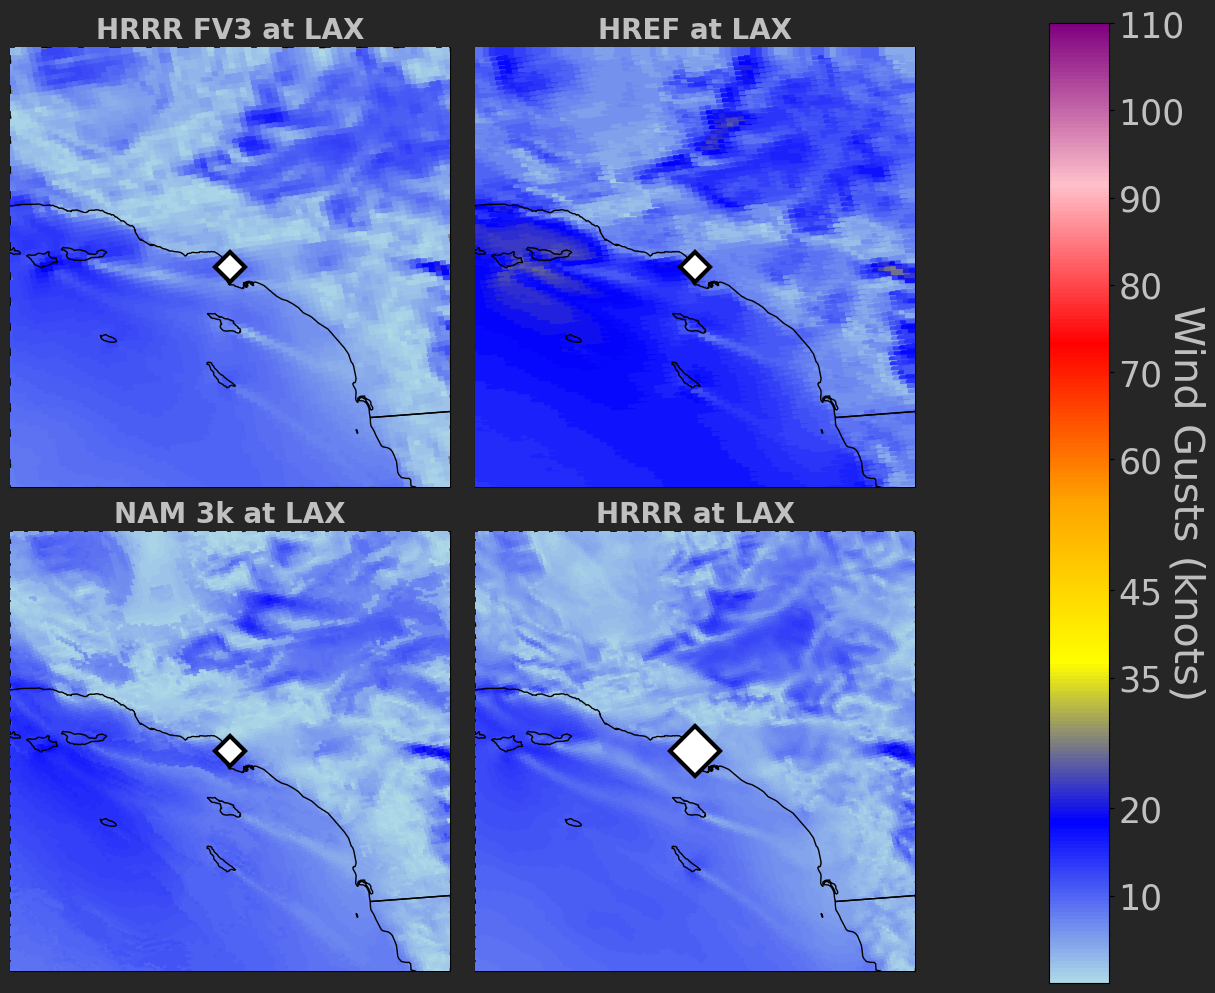 HRRR FV3 at LAX
HREF at LAX
NAM 3k at LAX
HRRR at LAX
110
100
90
80
70
60
45
35
20
10
Wind Gusts (knots)